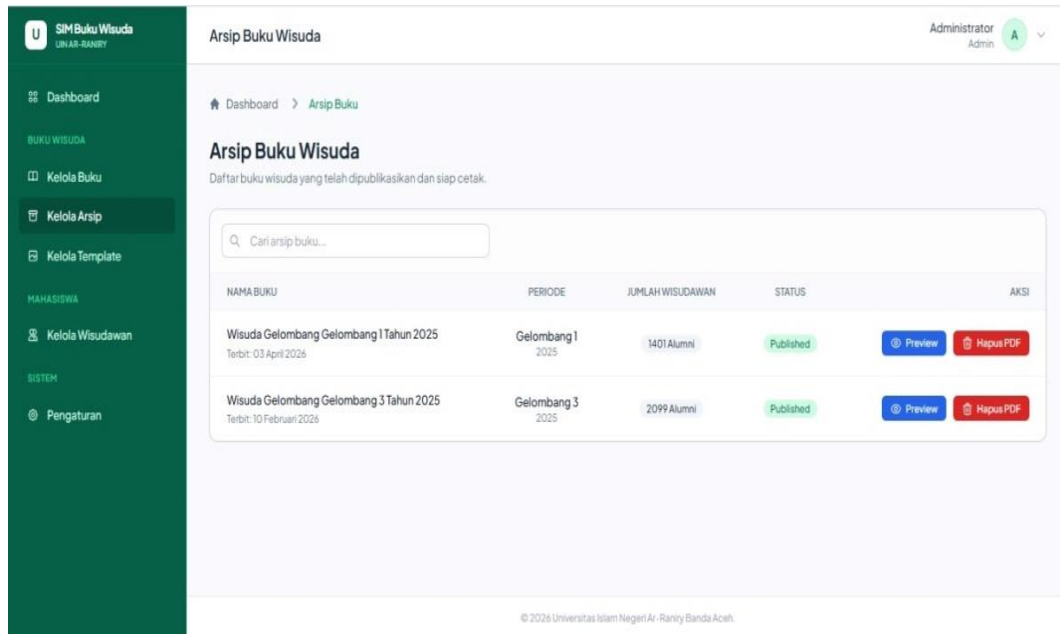 U
SIM Buku Wisuda
UIN AR-RANIRY
Dashboard
BUKU WISUDA
Kelola Buku
Kelola Arsip
Kelola Template
MAHASISWA
Kelola Wisudawan
SISTEM
Pengaturan
Arsip Buku Wisuda
Administrator
Admin
A
Dashboard > Arsip Buku
Arsip Buku Wisuda
Daftar buku wisuda yang telah dipublikasikan dan siap cetak.
Cari arsip buku...
NAMA BUKU PERIODE JUMLAH WISUDAWAN STATUS AKSI
Wisuda Gelombang Gelombang 1 Tahun 2025
Terbit: 03 April 2026
Gelombang 1
2025
1401 Alumni
Published
Preview
Hapus PDF
Wisuda Gelombang Gelombang 3 Tahun 2025
Terbit: 10 Februari 2026
Gelombang 3
2025
2099 Alumni
Published
Preview
Hapus PDF
© 2026 Universitas Islam Negeri Ar-Raniry Banda Aceh.